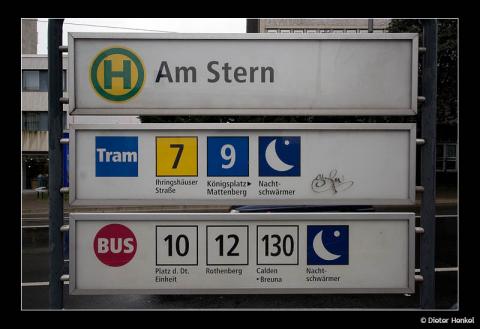 H Am Stern
Tram 7 9
Ihringshäuser Königsplatz▶ Nacht-
Straße Mattenberg schwärmer
BUS 10 12 130
Platz d. Dt. Rothenberg Calden Nacht-
Einheit •Breuna schwärmer
© Dieter Henkel